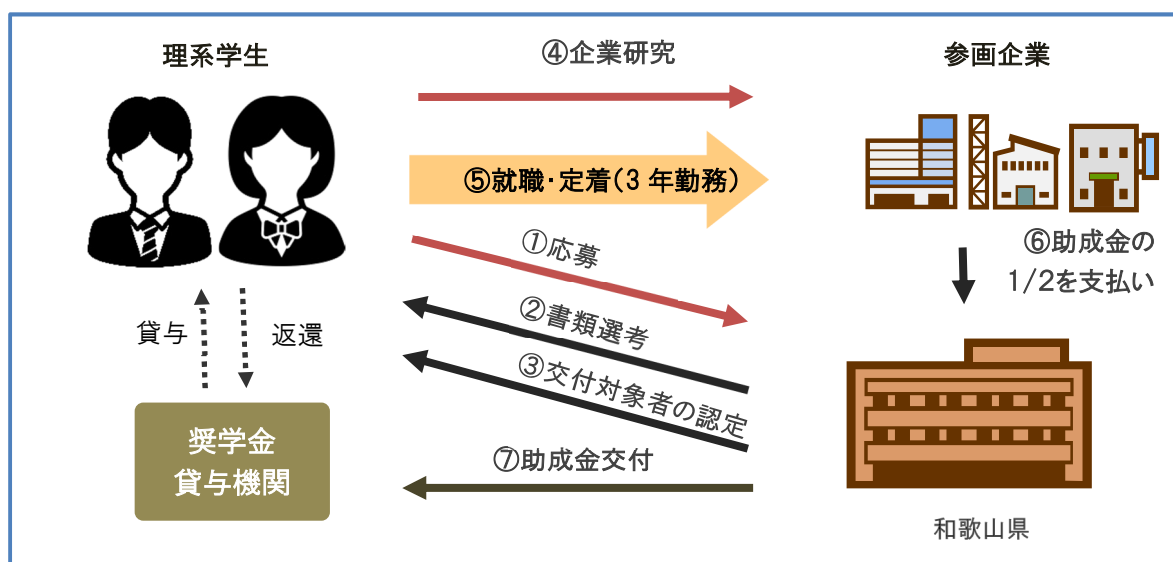 理系学生
④企業研究
参画企業
⑤就職・定着(3 年勤務)
①応募
⑥助成金の
1/2を支払い
②書類選考
貸与
返還
③交付対象者の認定
奨学金
貸与機関
⑦助成金交付
和歌山県